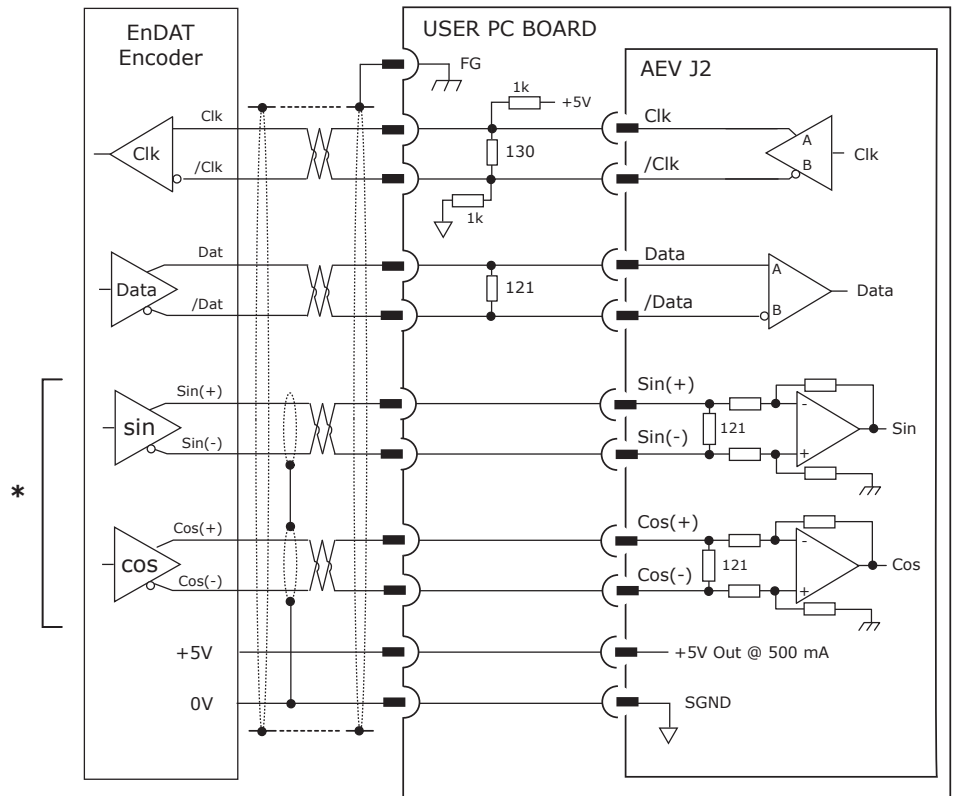 EnDAT
Encoder
USER PC BOARD
FG
AEV J2
1k
+5V
Clk
Clk
Clk
A
130
Clk
B
/Clk
/Clk
1k
Dat
Data
A
Data
121
Data
/Dat
/Data
B
Sin(+)
Sin(+)
-
sin
121
Sin
Sin(-)
Sin(-)
+
*
Cos(+)
Cos(+)
-
cos
121
Cos
Cos(-)
Cos(-)
+
+5V
+5V Out @ 500 mA
0V
SGND